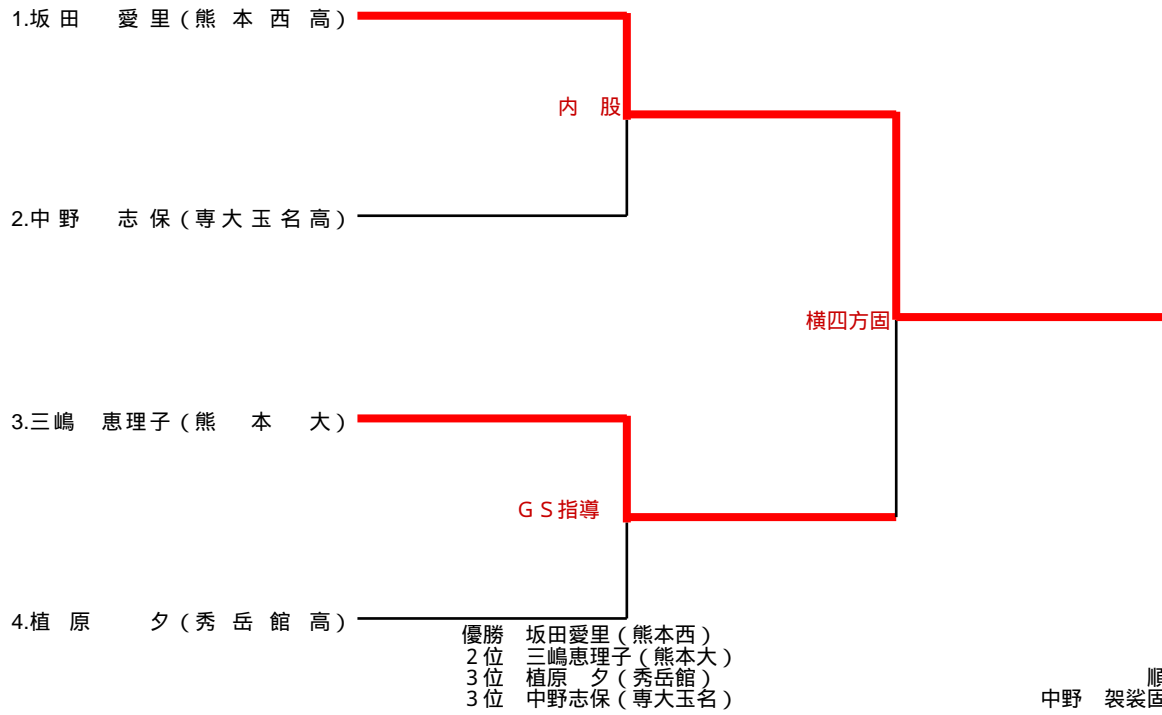 1.坂田 愛里(熊本西高)
内 股
2.中野 志保(専大玉名高)
横四方固
3.三嶋 恵理子(熊本大)
GS指導
4.植原 夕(秀岳館高)
優勝 坂田愛里(熊本西)
2位 三嶋恵理子(熊本大)
3位 植原 夕(秀岳館) 順
3位 中野志保(専大玉名) 中野 袈裟固